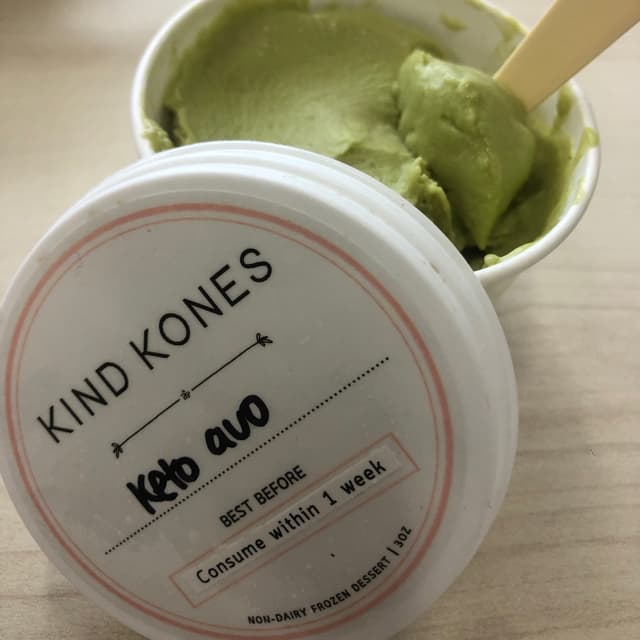 KIND KONES
Keto avo
BEST BEFORE
Consume within 1 week
NON-DAIRY FROZEN DESSERT | 3OZ